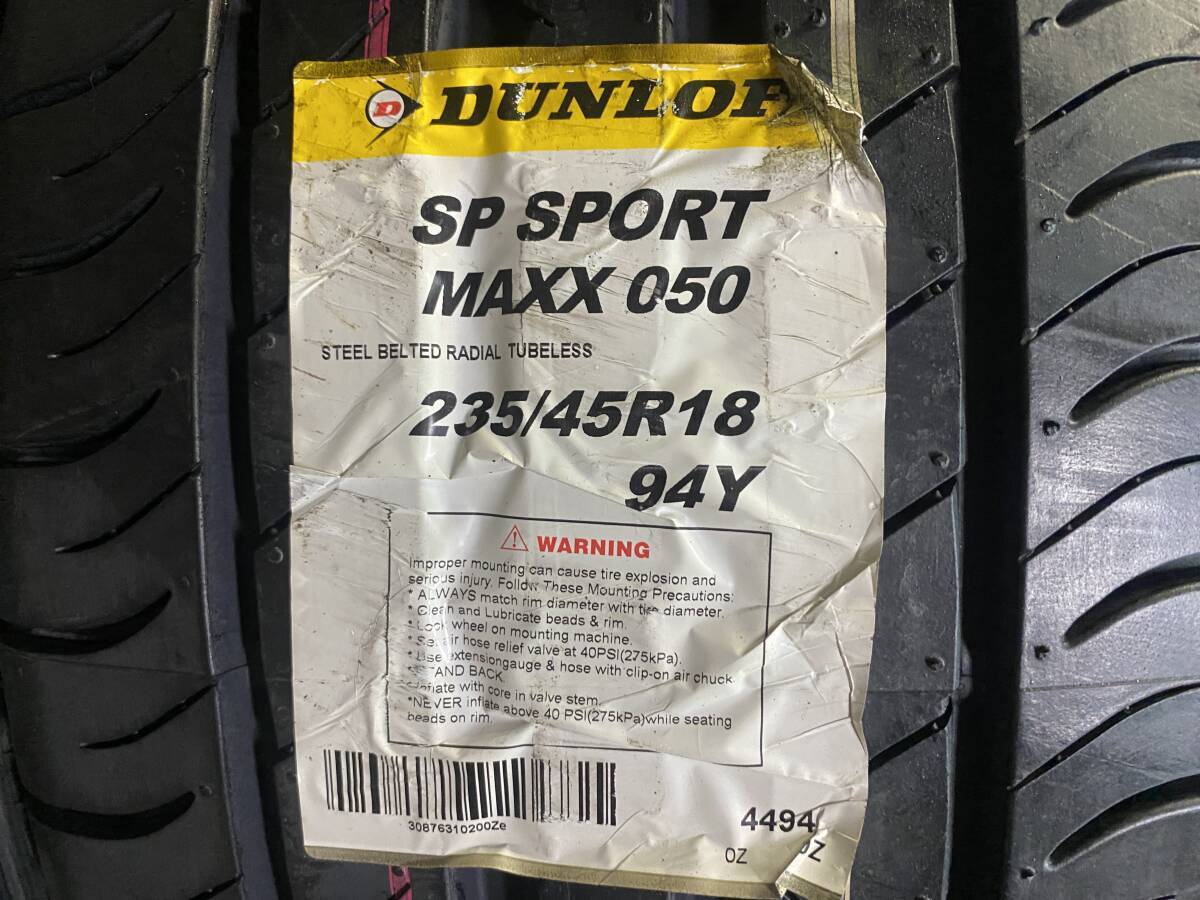 D DUNLOP
SP SPORT
MAXX 050
STEEL BELTED RADIAL TUBELESS
235/45R18
94Y
WARNING
Improper mounting can cause tire explosion and
serious injury. Follow These Mounting Precautions:
* ALWAYS match rim diameter with tire diameter.
* Clean and Lubricate beads & rim.
* Lock wheel on mounting machine.
* Set air hose relief valve at 40PSI(275kPa).
* Use extensiongauge & hose with clip-on air chuck.
*STAND BACK
*Inflate with core in valve stem.
*NEVER inflate above 40 PSI(275kPa)while seating
beads on rim.
30876310200Ze
4494
OZ